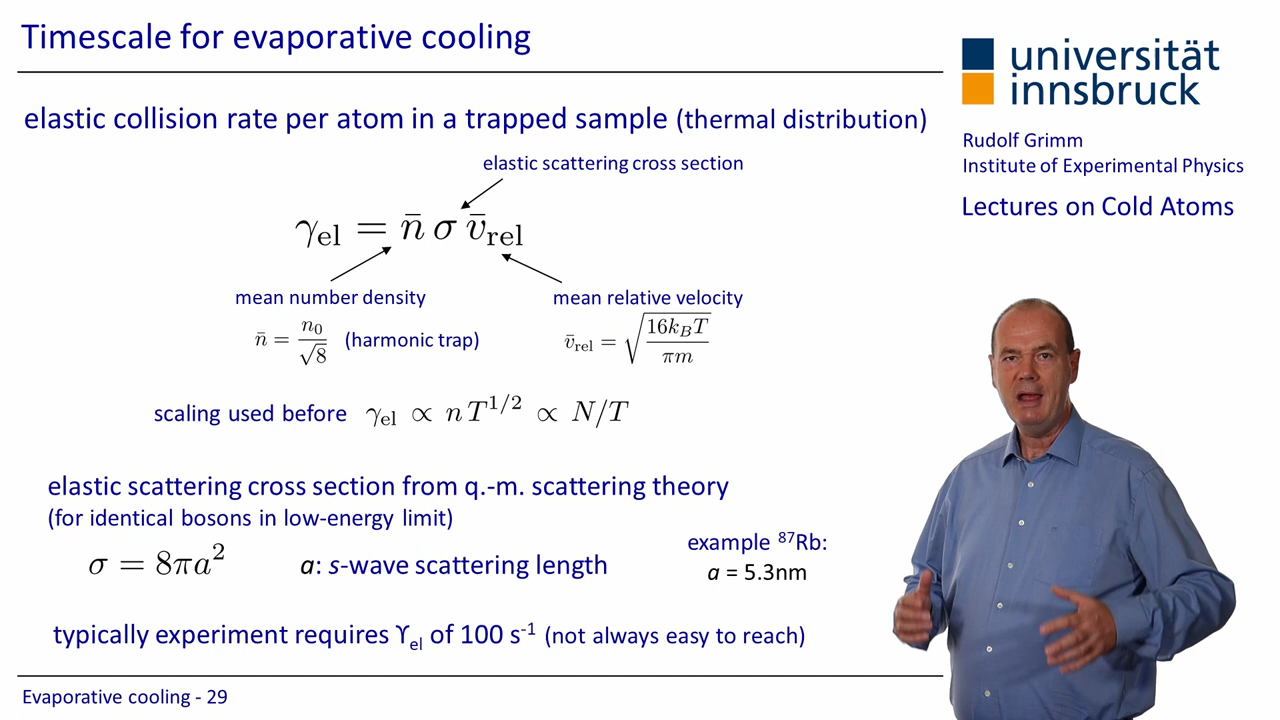 Timescale for evaporative cooling
universität
innsbruck
Rudolf Grimm
Institute of Experimental Physics
Lectures on Cold Atoms
elastic collision rate per atom in a trapped sample (thermal distribution)
elastic scattering cross section
γ_el = n̄ σ v̄_rel
mean number density
mean relative velocity
n̄ = n₀/√8 (harmonic trap)
v̄_rel = √(16k_BT/πm)
scaling used before γ_el ∝ n T^{1/2} ∝ N/T
elastic scattering cross section from q.-m. scattering theory
(for identical bosons in low-energy limit)
σ = 8πa²
a: s-wave scattering length
example ⁸⁷Rb:
a = 5.3nm
typically experiment requires ϒ_el of 100 s⁻¹ (not always easy to reach)
Evaporative cooling - 29